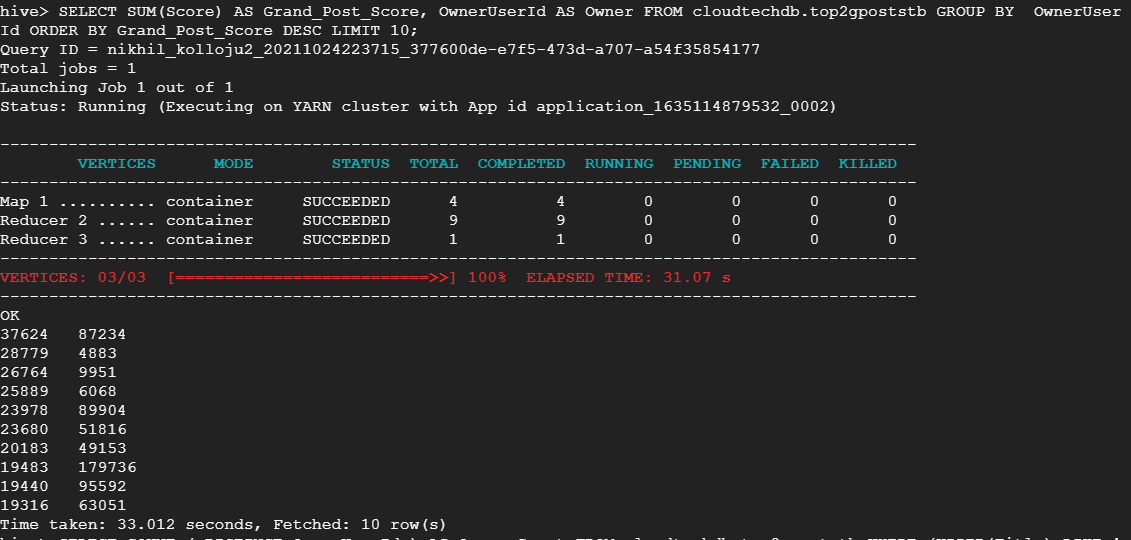 hive> SELECT SUM(Score) AS Grand_Post_Score, OwnerUserId AS Owner FROM cloudtechdb.top2gpoststb GROUP BY  OwnerUser
Id ORDER BY Grand_Post_Score DESC LIMIT 10;
Query ID = nikhil_kolloju2_20211024223715_377600de-e7f5-473d-a707-a54f35854177
Total jobs = 1
Launching Job 1 out of 1
Status: Running (Executing on YARN cluster with App id application_1635114879532_0002)
----------------------------------------------------------------------------------------------
        VERTICES      MODE        STATUS  TOTAL  COMPLETED  RUNNING  PENDING  FAILED  KILLED
----------------------------------------------------------------------------------------------
Map 1 .......... container     SUCCEEDED      4          4        0        0       0       0
Reducer 2 ...... container     SUCCEEDED      9          9        0        0       0       0
Reducer 3 ...... container     SUCCEEDED      1          1        0        0       0       0
----------------------------------------------------------------------------------------------
VERTICES: 03/03  [==========================>>] 100%  ELAPSED TIME: 31.07 s
----------------------------------------------------------------------------------------------
OK
37624	87234
28779	4883
26764	9951
25889	6068
23978	89904
23680	51816
20183	49153
19483	179736
19440	95592
19316	63051
Time taken: 33.012 seconds, Fetched: 10 row(s)